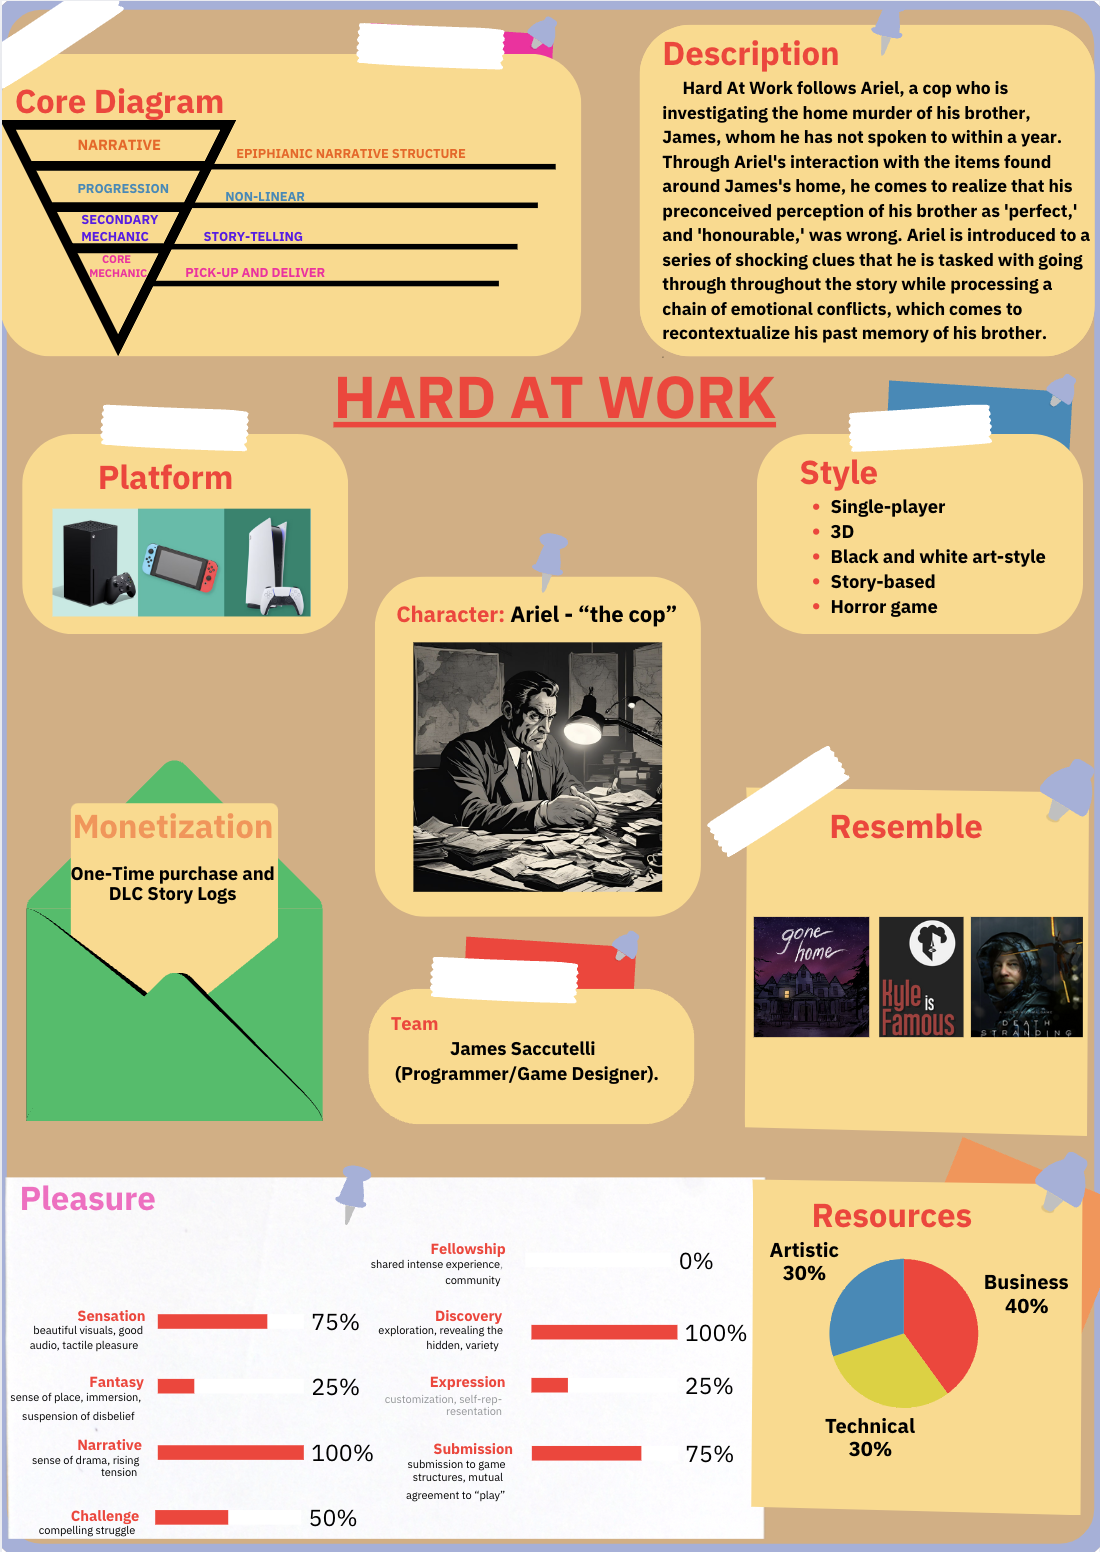 Core Diagram
NARRATIVE
EPIPHIANIC NARRATIVE STRUCTURE
PROGRESSION
NON-LINEAR
SECONDARY
MECHANIC
STORY-TELLING
CORE
MECHANIC
PICK-UP AND DELIVER
Description
Hard At Work follows Ariel, a cop who is
investigating the home murder of his brother,
James, whom he has not spoken to within a year.
Through Ariel's interaction with the items found
around James's home, he comes to realize that his
preconceived perception of his brother as 'perfect,'
and 'honourable,' was wrong. Ariel is introduced to a
series of shocking clues that he is tasked with going
through throughout the story while processing a
chain of emotional conflicts, which comes to
recontextualize his past memory of his brother.
HARD AT WORK
Platform
Style
• Single-player
• 3D
• Black and white art-style
• Story-based
• Horror game
Character: Ariel - “the cop”
Monetization
One-Time purchase and
DLC Story Logs
Resemble
gone
home
Kyle is
Famous
DEATH
STRANDING
Team
James Saccutelli
(Programmer/Game Designer).
Pleasure
Fellowship
shared intense experience,
community
0%
Sensation
beautiful visuals, good
audio, tactile pleasure
75%
Discovery
exploration, revealing the
hidden, variety
100%
Fantasy
sense of place, immersion,
suspension of disbelief
25%
Expression
customization, self-rep-
resentation
25%
Narrative
sense of drama, rising
tension
100%
Submission
submission to game
structures, mutual
agreement to “play”
75%
Challenge
compelling struggle
50%
Resources
Artistic
30%
Business
40%
Technical
30%